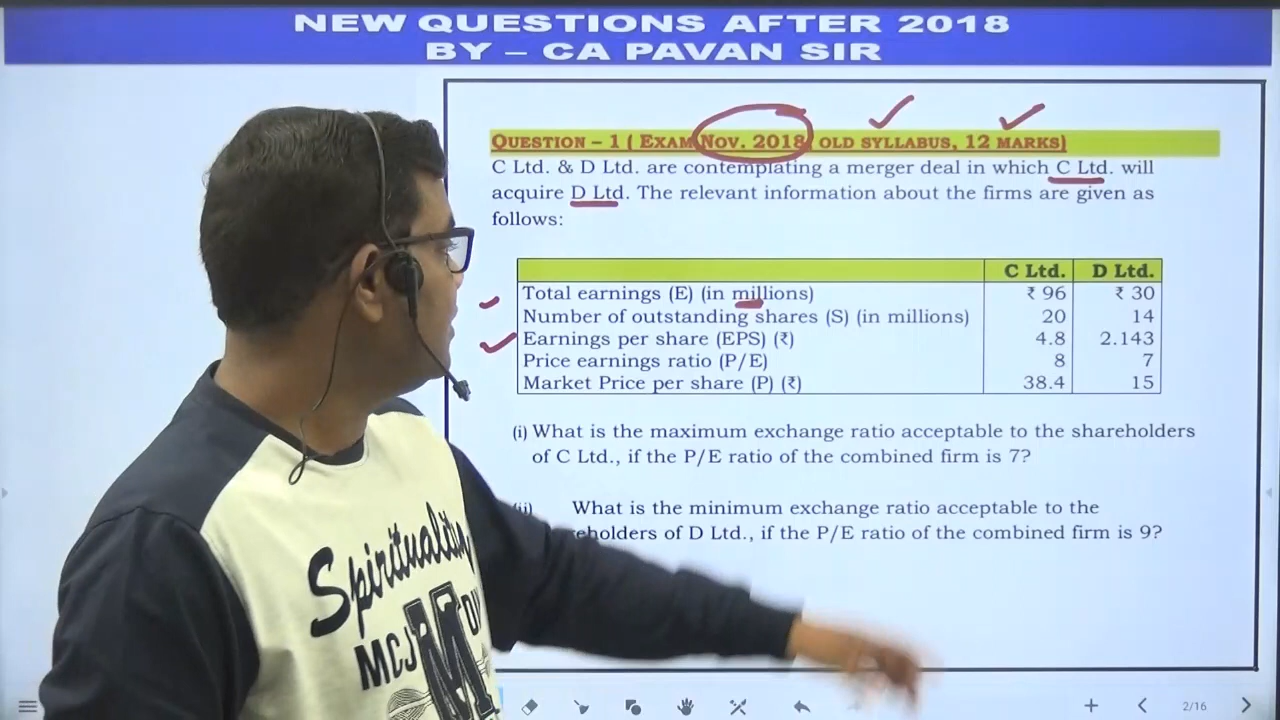 NEW QUESTIONS AFTER 2018
BY – CA PAVAN SIR
QUESTION – 1 ( EXAM Nov. 2018 OLD SYLLABUS, 12 MARKS)
C Ltd. & D Ltd. are contemplating a merger deal in which C Ltd. will
acquire D Ltd. The relevant information about the firms are given as
follows:
C Ltd. D Ltd.
Total earnings (E) (in millions) ₹ 96 ₹ 30
Number of outstanding shares (S) (in millions) 20 14
Earnings per share (EPS) (₹) 4.8 2.143
Price earnings ratio (P/E) 8 7
Market Price per share (P) (₹) 38.4 15
(i) What is the maximum exchange ratio acceptable to the shareholders
of C Ltd., if the P/E ratio of the combined firm is 7?
What is the minimum exchange ratio acceptable to the
of D Ltd., if the P/E ratio of the combined firm is 9?
Spirituality
MCJ
M
2/16